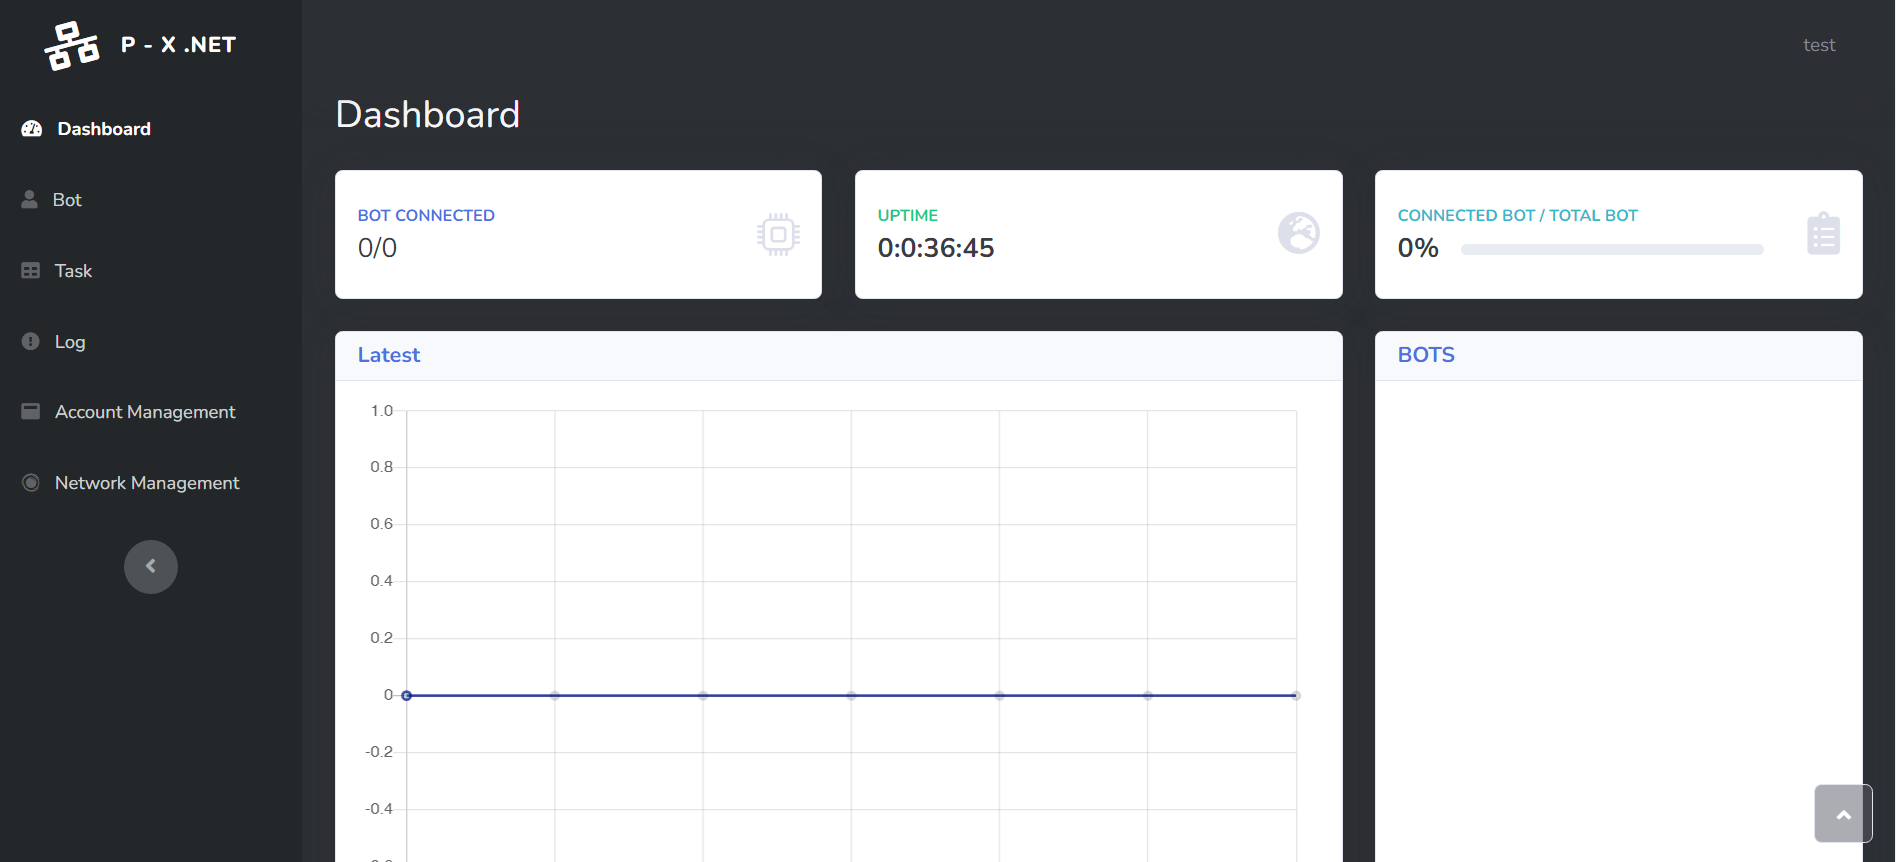 P - X .NET
test
Dashboard
Bot
Task
Log
Account Management
Network Management
Dashboard
BOT CONNECTED
0/0
UPTIME
0:0:36:45
CONNECTED BOT / TOTAL BOT
0%
Latest
1.0
0.8
0.6
0.4
0.2
0
-0.2
-0.4
BOTS